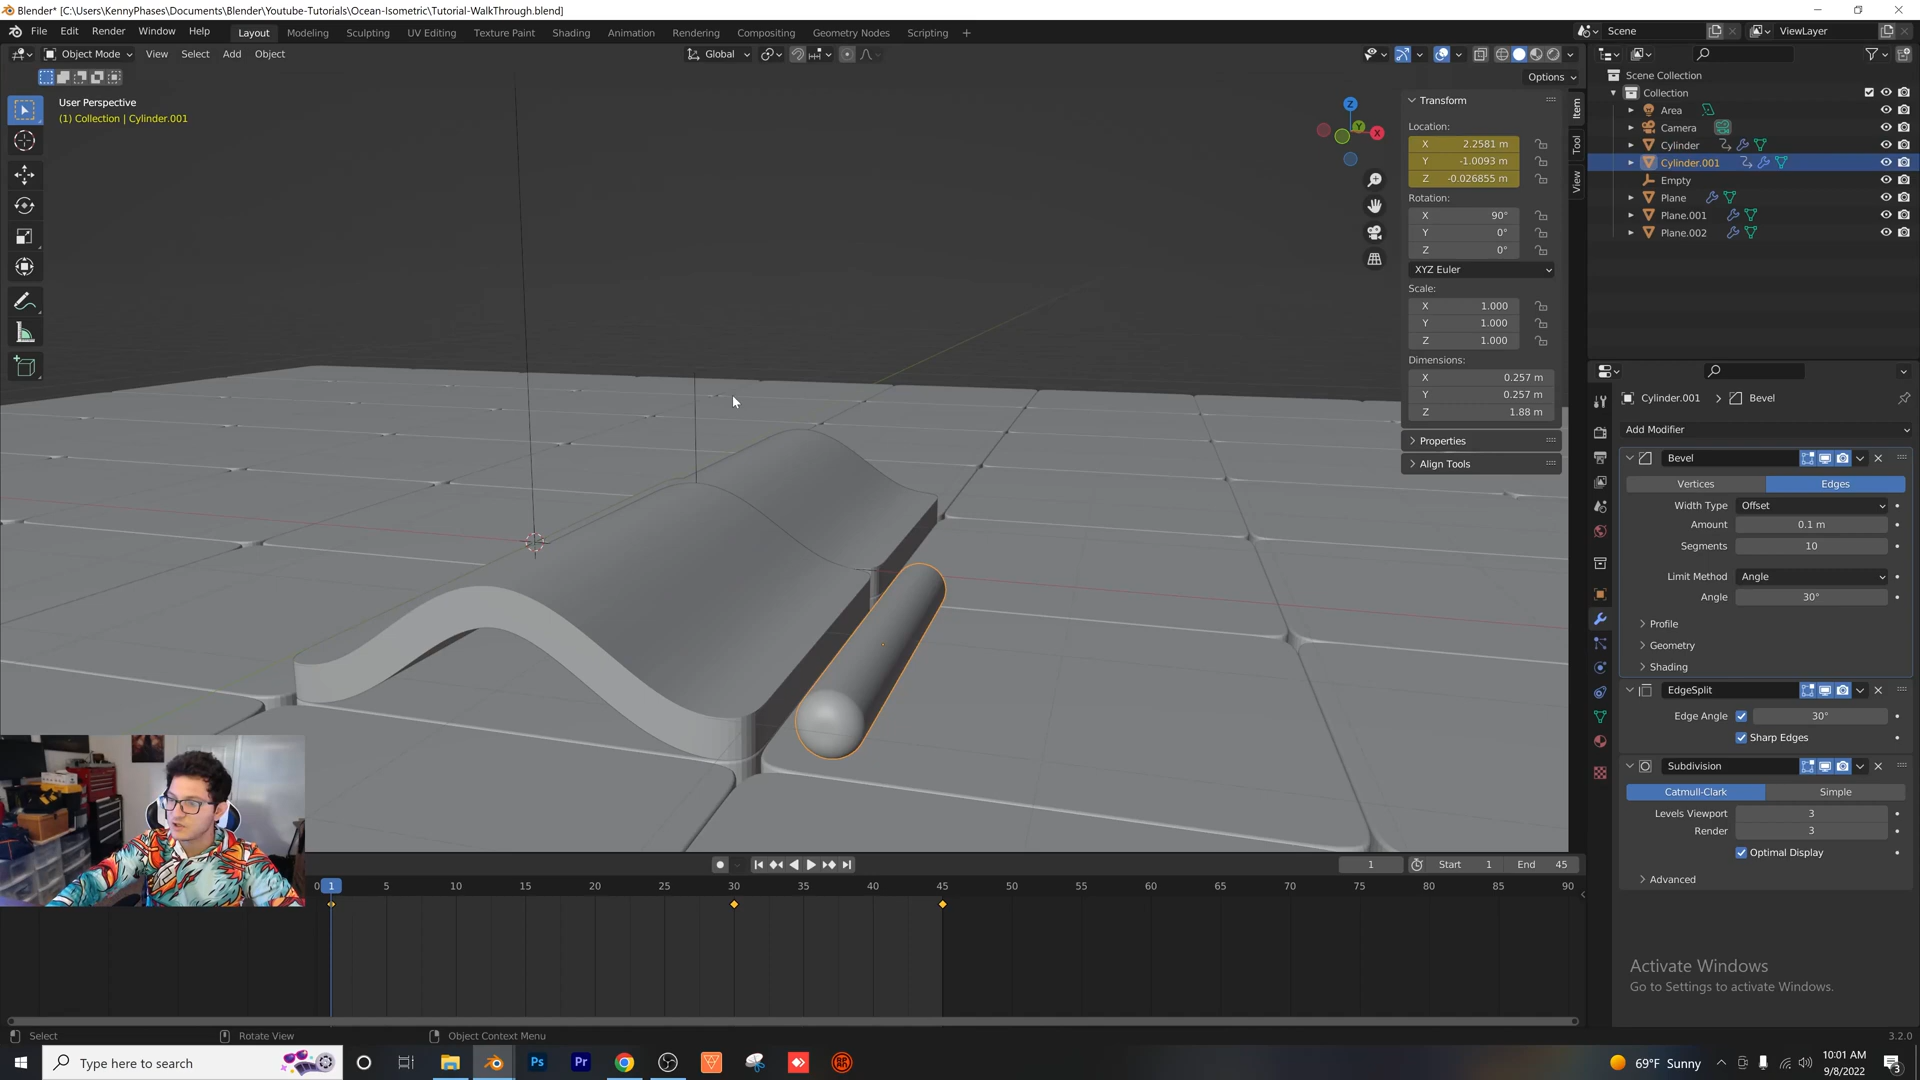 Blender* [C:\Users\KennyPhases\Documents\Blender\Youtube-Tutorials\Ocean-Isometric\Tutorial-WalkThrough.blend]
File Edit Render Window Help Layout Modeling Sculpting UV Editing Texture Paint Shading Animation Rendering Compositing Geometry Nodes Scripting +
Scene ViewLayer
Object Mode View Select Add Object Global
Options
User Perspective
(1) Collection | Cylinder.001
Transform
Location:
X 2.2581 m
Y -1.0093 m
Z -0.026855 m
Rotation:
X 90°
Y 0°
Z 0°
XYZ Euler
Scale:
X 1.000
Y 1.000
Z 1.000
Dimensions:
X 0.257 m
Y 0.257 m
Z 1.88 m
Properties
Align Tools
Item
Tool
View
Z
Y
X
Scene Collection
Collection
Area
Camera
Cylinder
Cylinder.001
Empty
Plane
Plane.001
Plane.002
Cylinder.001 > Bevel
Add Modifier
Bevel
Vertices Edges
Width Type Offset
Amount 0.1 m
Segments 10
Limit Method Angle
Angle 30°
Profile
Geometry
Shading
EdgeSplit
Edge Angle 30°
Sharp Edges
Subdivision
Catmull-Clark Simple
Levels Viewport 3
Render 3
Optimal Display
Advanced
1 Start 1 End 45
0 1 5 10 15 20 25 30 35 40 45 50 55 60 65 70 75 80 85 90
Activate Windows
Go to Settings to activate Windows.
Select Rotate View Object Context Menu 3.2.0
Type here to search Ps Pr 69°F Sunny 10:01 AM
9/8/2022
3